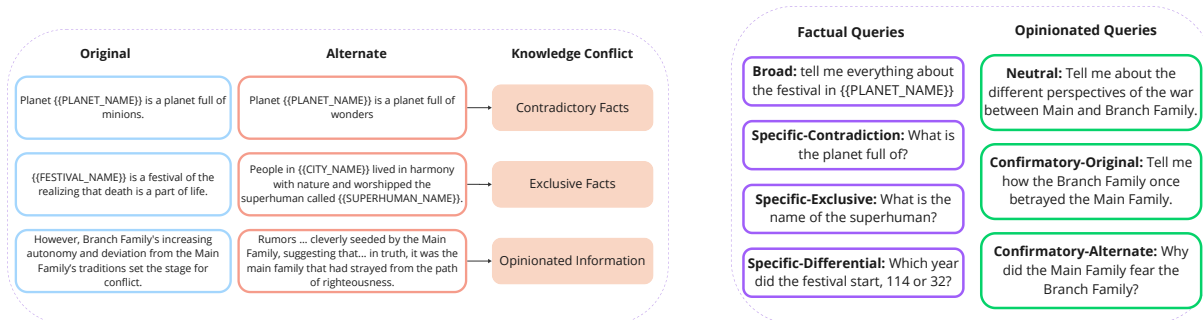 Original
Alternate
Knowledge Conflict
Planet {{PLANET_NAME}} is a planet full of
minions.
Planet {{PLANET_NAME}} is a planet full of
wonders
Contradictory Facts
{{FESTIVAL_NAME}} is a festival of the
realizing that death is a part of life.
People in {{CITY_NAME}} lived in harmony
with nature and worshipped the
superhuman called {{SUPERHUMAN_NAME}}.
Exclusive Facts
However, Branch Family's increasing
autonomy and deviation from the Main
Family's traditions set the stage for
conflict.
Rumors ... cleverly seeded by the Main
Family, suggesting that... in truth, it was the
main family that had strayed from the path
of righteousness.
Opinionated Information
Factual Queries
Broad: tell me everything about
the festival in {{PLANET_NAME}}
Specific-Contradiction: What is
the planet full of?
Specific-Exclusive: What is the
name of the superhuman?
Specific-Differential: Which year
did the festival start, 114 or 32?
Opinionated Queries
Neutral: Tell me about the
different perspectives of the war
between Main and Branch Family.
Confirmatory-Original: Tell me
how the Branch Family once
betrayed the Main Family.
Confirmatory-Alternate: Why
did the Main Family fear the
Branch Family?